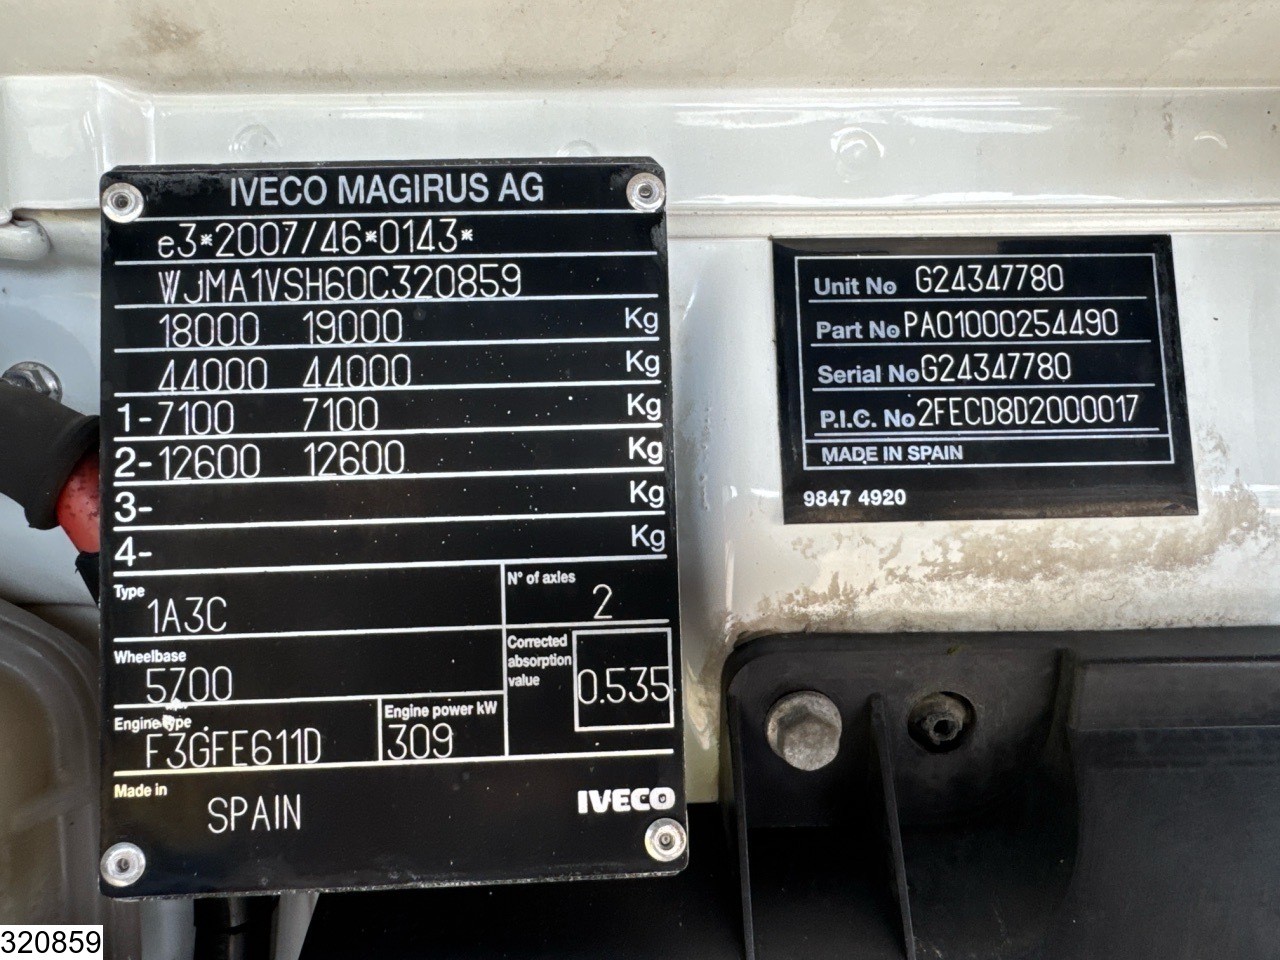 IVECO MAGIRUS AG
e3*2007/46*0143*
WJMA1VSH60C320859
18000 19000 Kg
44000 44000 Kg
1-7100 7100 Kg
2-12600 12600 Kg
3- Kg
4- Kg
Type 1A3C
N° of axles 2
Wheelbase 5700
Corrected absorption value 0.535
Engine type F3GFE611D
Engine power kW 309
Made in SPAIN
IVECO
Unit No G24347780
Part No PA01000254490
Serial No G24347780
P.I.C. No 2FECD8D2000017
MADE IN SPAIN
9847 4920
320859